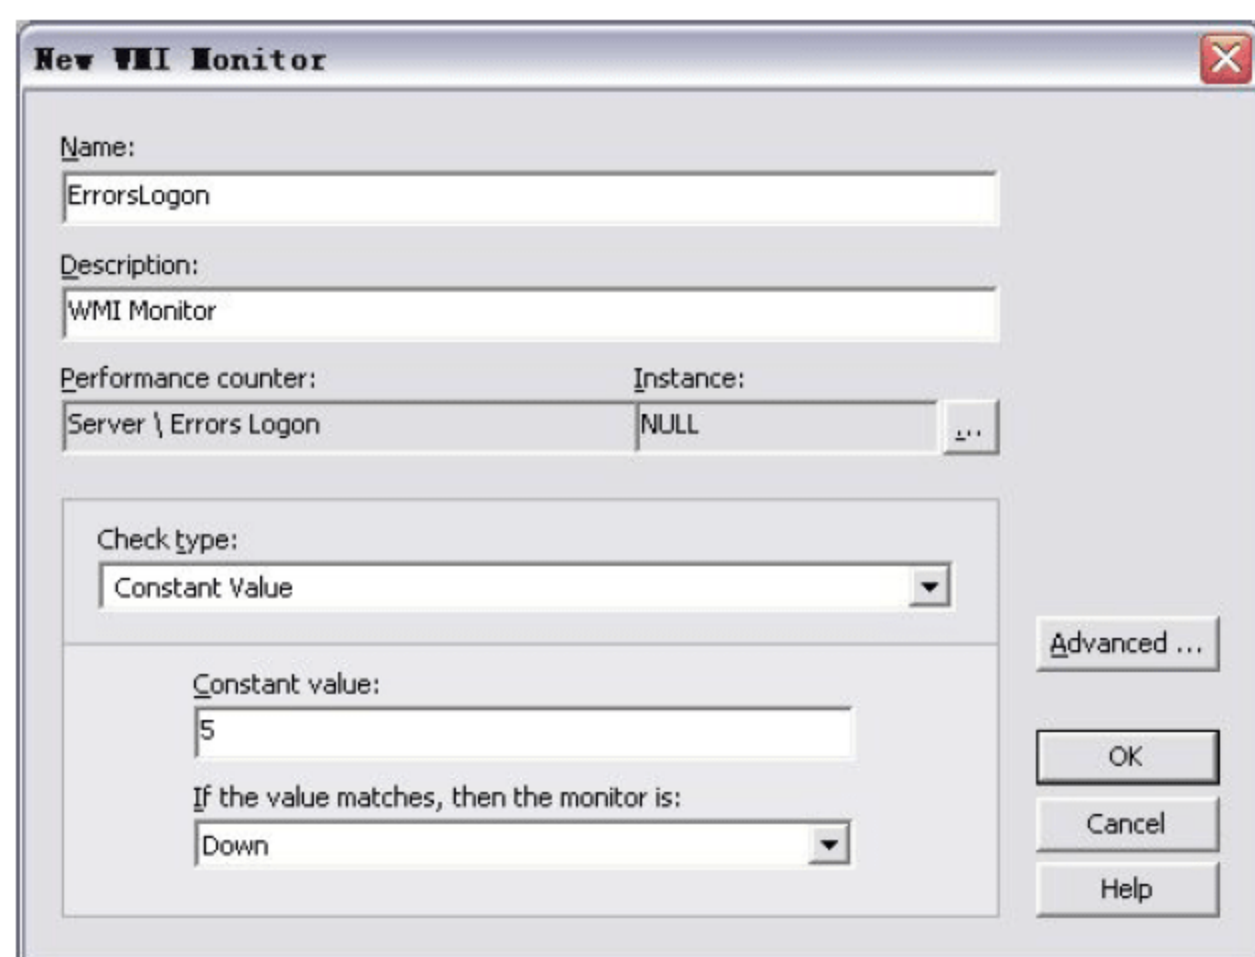 New WMI Monitor
Name:
ErrorsLogon
Description:
WMI Monitor
Performance counter: Instance:
Server \ Errors Logon NULL ...
Check type:
Constant Value
Advanced ...
Constant value:
5
OK
If the value matches, then the monitor is:
Cancel
Down
Help